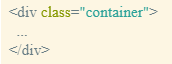 <div class="container">
  ...
</div>